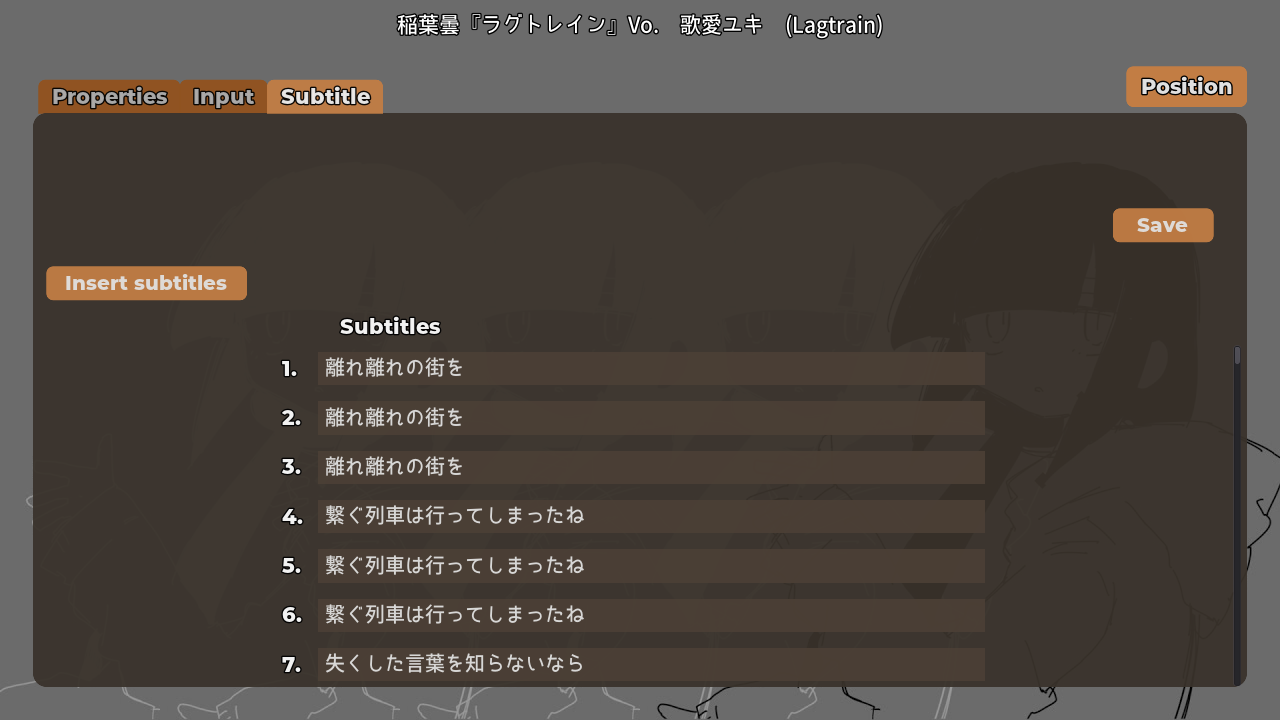 稲葉曇『ラグトレイン』Vo.　歌愛ユキ　(Lagtrain)
Properties Input Subtitle Position
Save
Insert subtitles
Subtitles
1. 離れ離れの街を
2. 離れ離れの街を
3. 離れ離れの街を
4. 繋ぐ列車は行ってしまったね
5. 繋ぐ列車は行ってしまったね
6. 繋ぐ列車は行ってしまったね
7. 失くした言葉を知らないなら